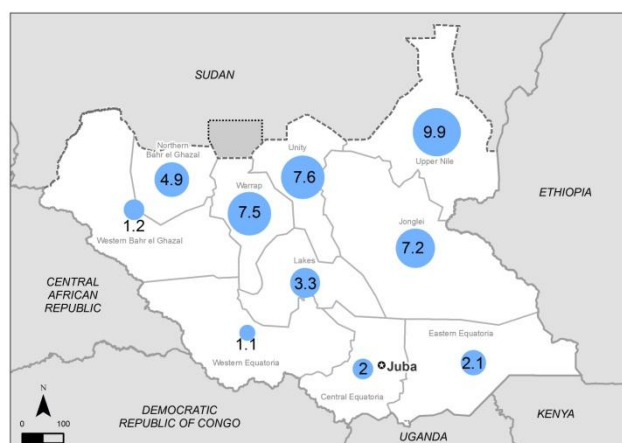 SUDAN
9.9
Upper Nile
Northern
Bahr el Ghazal
4.9
Unity
7.6
Warrap
7.5
ETHIOPIA
1.2
Western Bahr el Ghazal
Jonglei
7.2
CENTRAL
AFRICAN
REPUBLIC
Lakes
3.3
1.1
Western Equatoria
Eastern Equatoria
2.1
2
Juba
Central Equatoria
N
0 100
DEMOCRATIC
REPUBLIC OF CONGO
UGANDA
KENYA